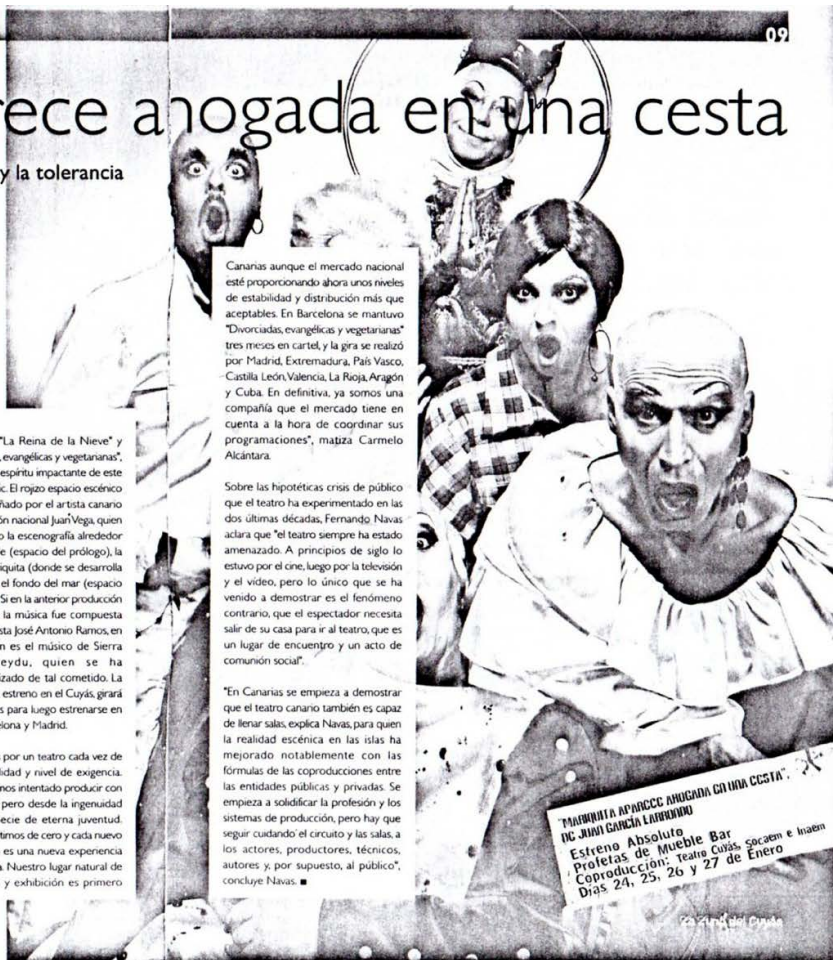 09
rece ahogada en una cesta
y la tolerancia
"La Reina de la Nieve" y
, evangélicas y vegetarianas",
espíritu impactante de este
ic. El rojizo espacio escénico
ñado por el artista canario
ón nacional Juan Vega, quien
o la escenografía alrededor
e (espacio del prólogo), la
iquita (donde se desarrolla
el fondo del mar (espacio
Si en la anterior producción
la música fue compuesta
sta José Antonio Ramos, en
n es el músico de Sierra
eydu, quien se ha
izado de tal cometido. La
estreno en el Cuyás, girará
s para luego estrenarse en
elona y Madrid.
s por un teatro cada vez de
lidad y nivel de exigencia.
mos intentado producir con
pero desde la ingenuidad
ecie de eterna juventud.
timos de cero y cada nuevo
es una nueva experiencia
a. Nuestro lugar natural de
y exhibición es primero
Canarias aunque el mercado nacional
esté proporcionando ahora unos niveles
de estabilidad y distribución más que
aceptables. En Barcelona se mantuvo
"Divorciadas, evangélicas y vegetarianas"
tres meses en cartel, y la gira se realizó
por Madrid, Extremadura, País Vasco,
Castilla León, Valencia, La Rioja, Aragón
y Cuba. En definitiva, ya somos una
compañía que el mercado tiene en
cuenta a la hora de coordinar sus
programaciones", matiza Carmelo
Alcántara.
Sobre las hipotéticas crisis de público
que el teatro ha experimentado en las
dos últimas décadas, Fernando Navas
aclara que "el teatro siempre ha estado
amenazado. A principios de siglo lo
estuvo por el cine, luego por la televisión
y el vídeo, pero lo único que se ha
venido a demostrar es el fenómeno
contrario, que el espectador necesita
salir de su casa para ir al teatro, que es
un lugar de encuentro y un acto de
comunión social".
"En Canarias se empieza a demostrar
que el teatro canario también es capaz
de llenar salas, explica Navas, para quien
la realidad escénica en las islas ha
mejorado notablemente con las
fórmulas de las coproducciones entre
las entidades públicas y privadas. Se
empieza a solidificar la profesión y los
sistemas de producción, pero hay que
seguir cuidando el circuito y las salas, a
los actores, productores, técnicos,
autores y, por supuesto, al público",
concluye Navas. ■
"MARIQUITA APARECE AHOGADA EN UNA CESTA",
DE JUAN GARCÍA LARRONDO
Estreno Absoluto
Profetas de Mueble Bar
Coproducción: Teatro Cuyás, Socaem e Inaem
Días 24, 25, 26 y 27 de Enero
del Cuyás